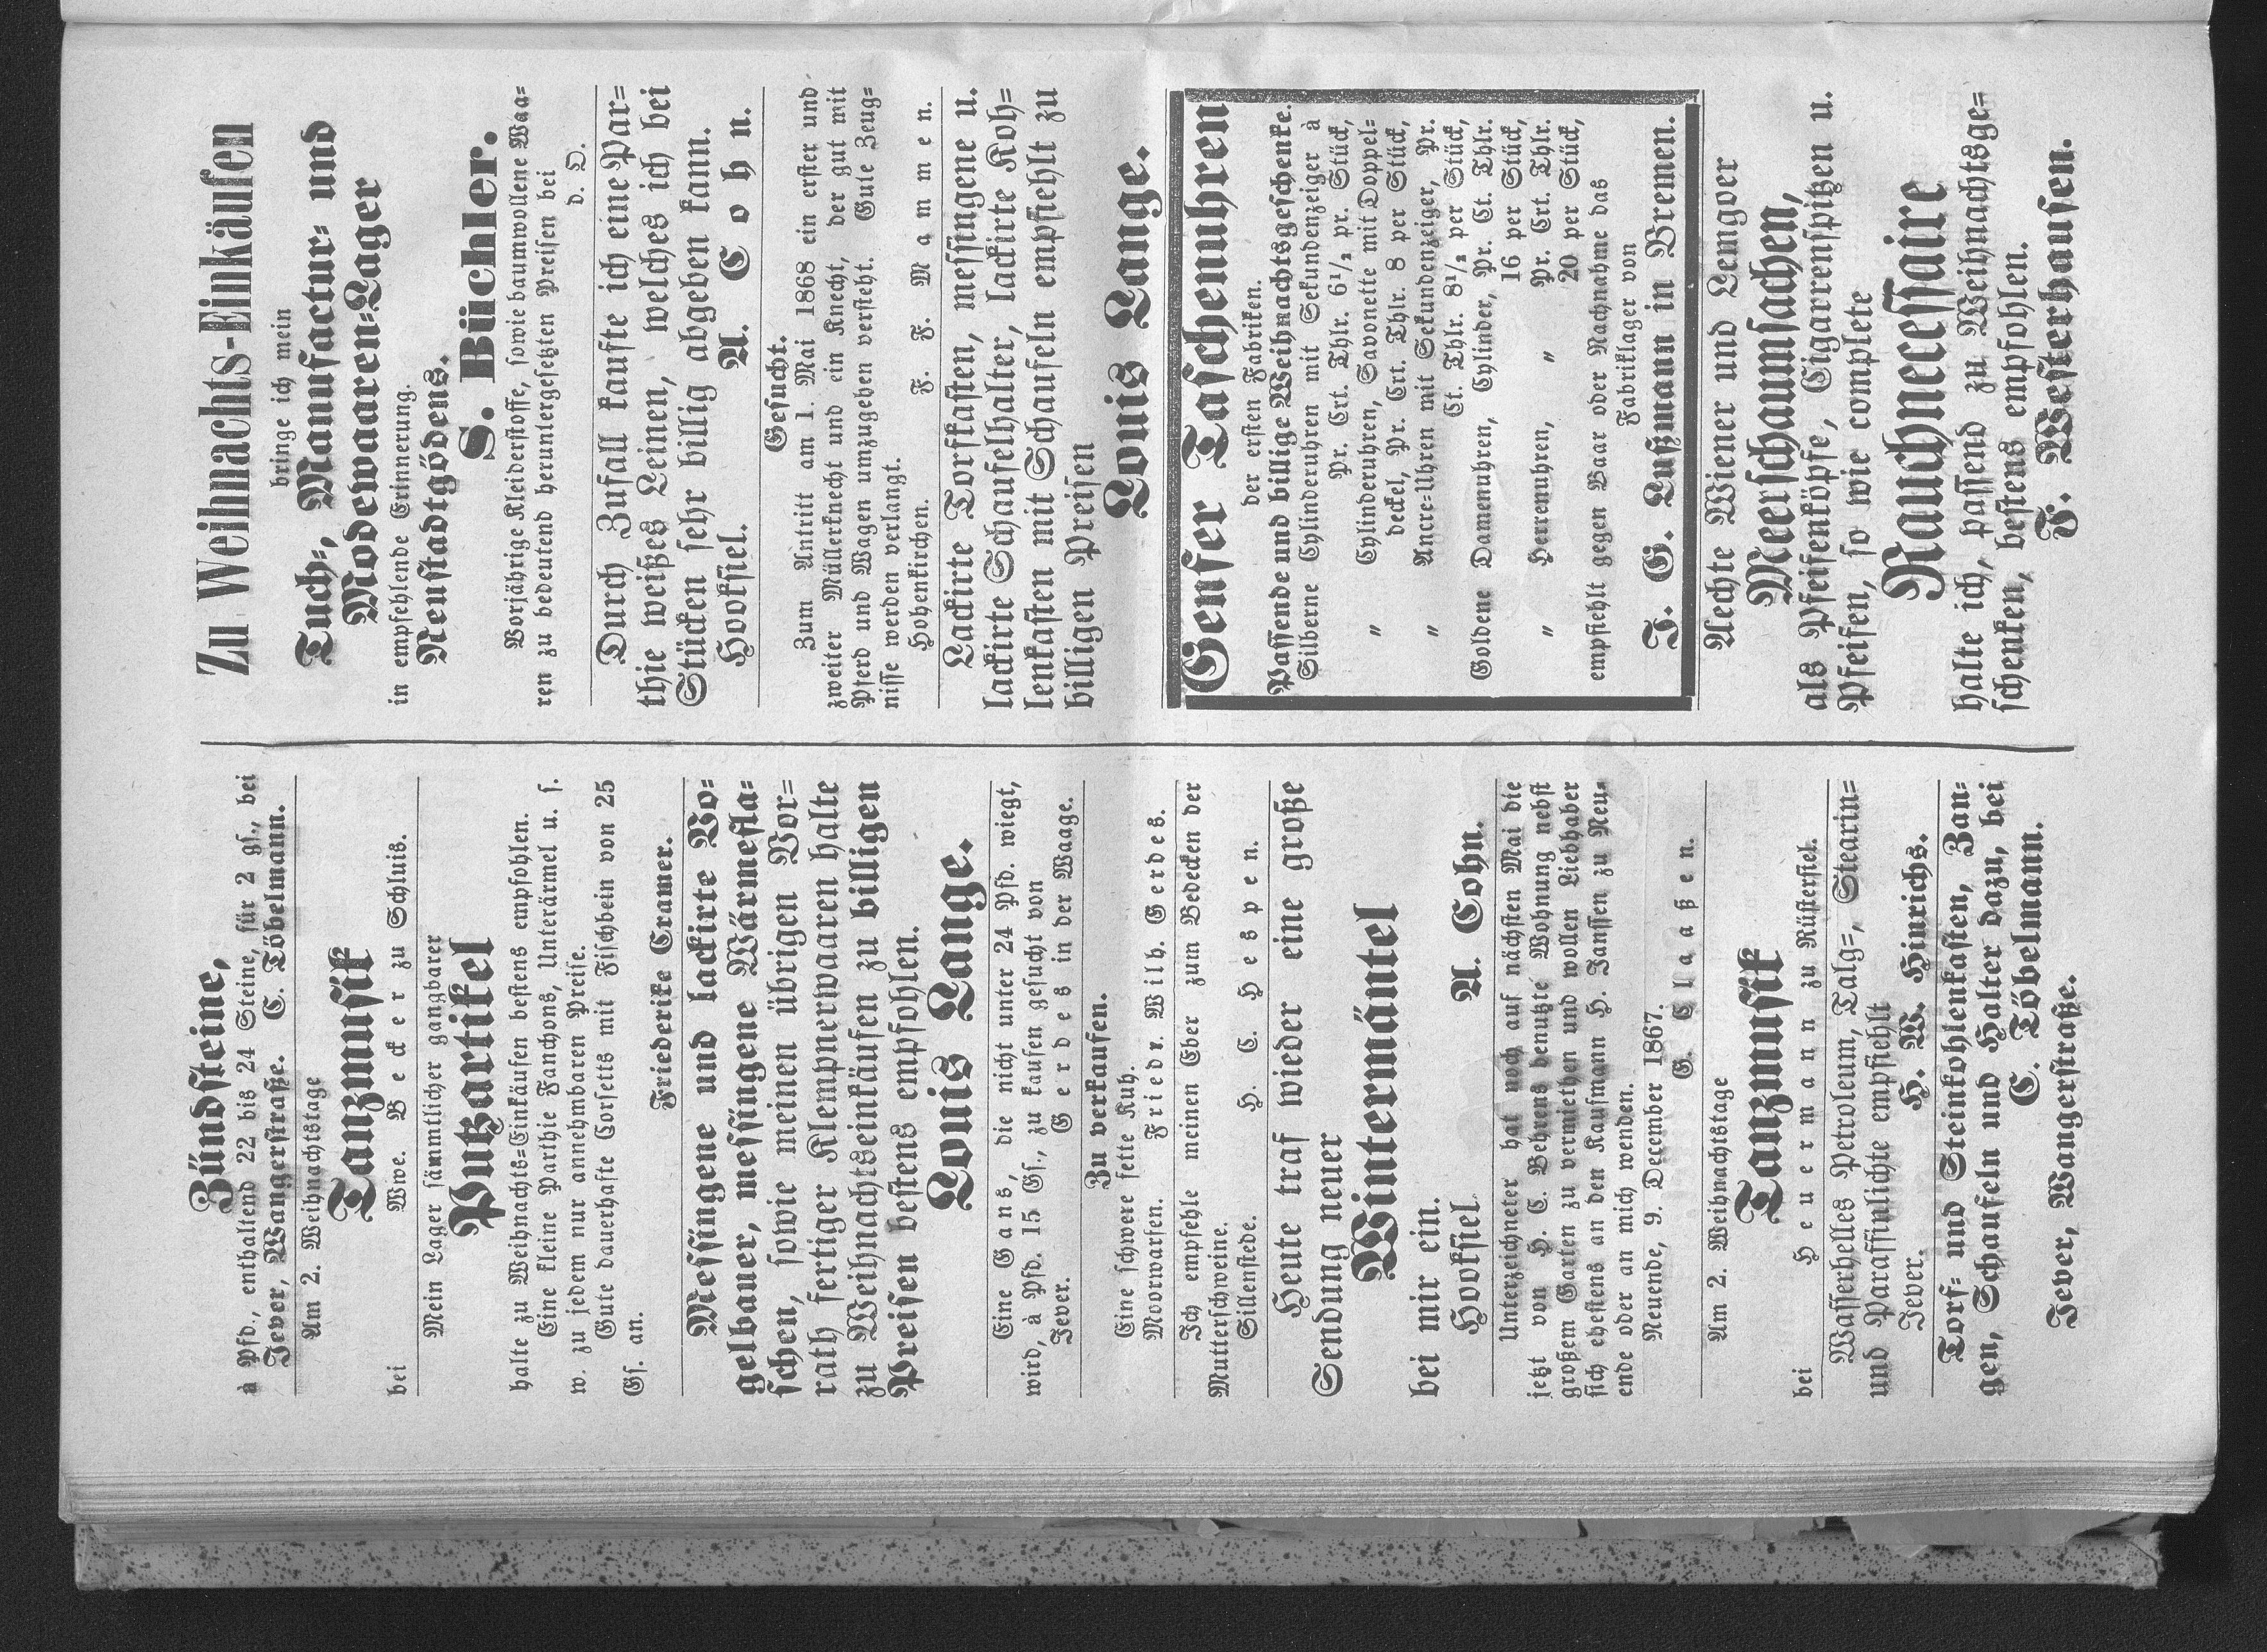 Zündsteine,
à Pfd., enthaltend 22 bis 24 Steine, für 2 gs., bei
Jever, Wangerstraße. C. Töbelmann.
Am 2. Weihnachtstage
Tanzmusik
bei Wwe. Becker zu Schluis.
Mein Lager sämmtlicher gangbarer
Putzartikel
halte zu Weihnachts-Einkäufen bestens empfohlen.
Eine kleine Parthie Fanchons, Unterärmel u. s.
w. zu jedem nur annehmbaren Preise.
Gute dauerhafte Corsetts mit Fischbein von 25
Gs. an.
Friederike Cramer.
Messingene und lackirte Vo-
gelbauer, messingene Wärmefla-
schen, sowie meinen übrigen Vor-
rath fertiger Klempnerwaaren halte
zu Weihnachtseinkäufen zu billigen
Preisen bestens empfohlen.
Louis Lange.
Eine Gans, die nicht unter 24 Pfd. wiegt,
wird, à Pfd. 15 Gs., zu kaufen gesucht von
Jever. Gerdes in der Waage.
Zu verkaufen.
Eine schwere fette Kuh.
Moorwarfen. Friedr. Wilh. Gerdes.
Ich empfehle meinen Eber zum Bedecken der
Mutterschweine.
Sillenstede. H. C. Hespen.
Heute traf wieder eine große
Sendung neuer
Wintermäntel
bei mir ein.
Hooksiel. A. Cohn.
Unterzeichneter hat noch auf nächsten Mai die
jetzt von H. C. Behrens benutzte Wohnung nebst
großem Garten zu vermiethen und wollen Liebhaber
sich ehestens an den Kaufmann H. Janssen zu Neu-
ende oder an mich wenden.
Neuende, 9. December 1867.
G. Claaßen.
Am 2. Weihnachtstage
Tanzmusik
bei Heuermann zu Rüstersiel.
Wasserhelles Petroleum, Talg-, Stearin-
und Paraffinlichte empfiehlt
Jever. H. W. Hinrichs.
Torf- und Steinkohlenkasten, Zan-
gen, Schaufeln und Halter dazu, bei
C. Töbelmann.
Jever, Wangerstraße.
Zu Weihnachts-Einkäufen
bringe ich mein
Tuch-, Manufactur- und
Modewaaren-Lager
in empfehlende Erinnerung.
Neustadtgödens.
S. Büchler.
Vorjährige Kleiderstoffe, sowie baumwollene Waa-
ren zu bedeutend heruntergesetzten Preisen bei
d. O.
Durch Zufall kaufte ich eine Par-
thie weißes Leinen, welches ich bei
Stücken sehr billig abgeben kann.
Hooksiel. A. Cohn.
Gesucht.
Zum Antritt am 1. Mai 1868 ein erster und
zweiter Müllerknecht und ein Knecht, der gut mit
Pferd und Wagen umzugehen versteht. Gute Zeug-
nisse werden verlangt.
Hohenkirchen. F. F. Mammen.
Lackirte Torfkasten, messingene u.
lackirte Schaufelhalter, lackirte Koh-
lenkasten mit Schaufeln empfiehlt zu
billigen Preisen
Louis Lange.
Genfer Taschenuhren
der ersten Fabriken.
Passende und billige Weihnachtsgeschenke.
Silberne Cylinderuhren mit Sekundenzeiger à
Pr. Crt. Thlr. 6½ pr. Stück,
„ Cylinderuhren, Savonette mit Doppel-
deckel, Pr. Crt. Thlr. 8 per Stück,
„ Ancre-Uhren mit Sekundenzeiger, Pr.
Ct. Thlr. 8½ per Stück,
Goldene Damenuhren, Cylinder, Pr. Ct. Thlr.
16 per Stück,
„ Herrenuhren, „ Pr. Crt. Thlr.
20 per Stück,
empfiehlt gegen Baar oder Nachnahme das
Fabriklager von
J. G. Lußmann in Bremen.
Aechte Wiener und Lemgoer
Meerschaumsachen,
als Pfeifenköpfe, Cigarrenspitzen u.
Pfeifen, so wie complete
Rauchnecessaire
halte ich, passend zu Weihnachtsge-
schenken, bestens empfohlen.
F. Westerhausen.